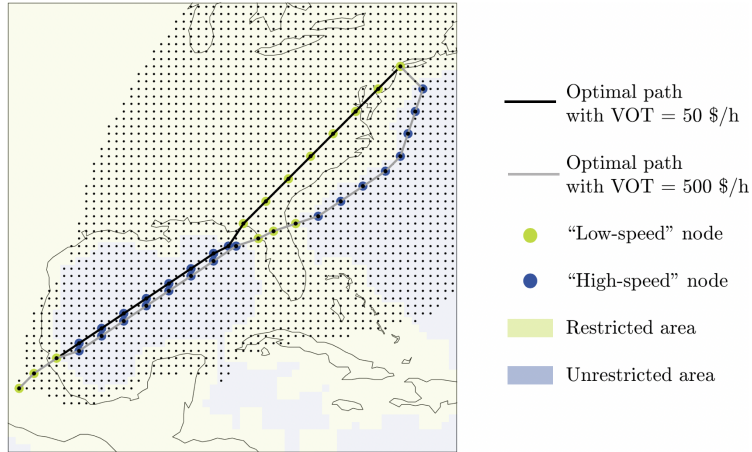 Optimal path
with VOT = 50 $/h
Optimal path
with VOT = 500 $/h
“Low-speed” node
“High-speed” node
Restricted area
Unrestricted area